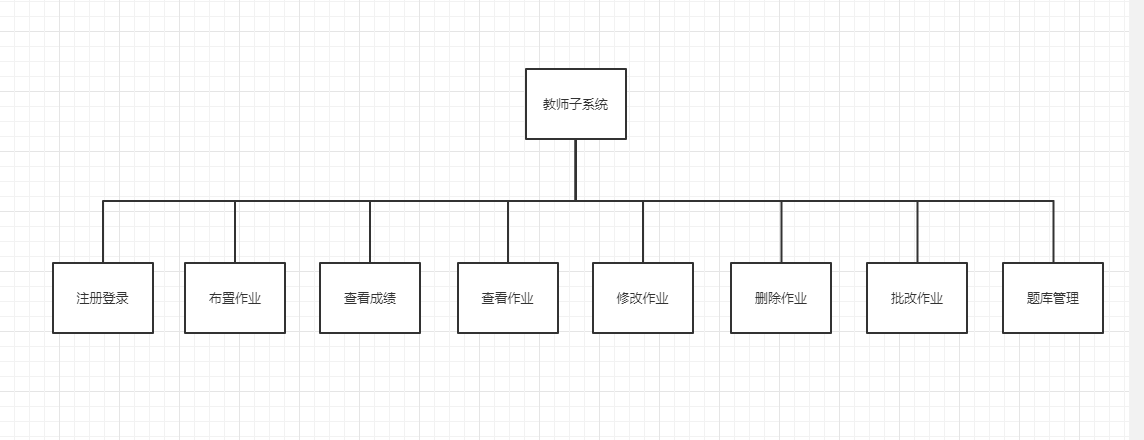 教师子系统
注册登录
布置作业
查看成绩
查看作业
修改作业
删除作业
批改作业
题库管理